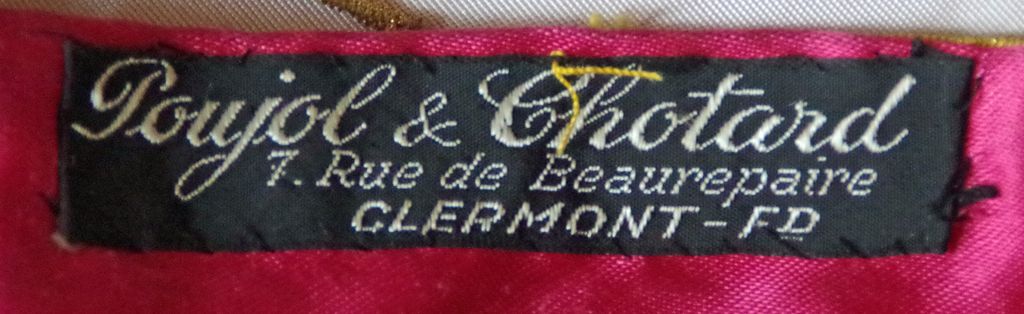 Poujol & Chotard
7. Rue de Beaurepaire
CLERMONT-FD